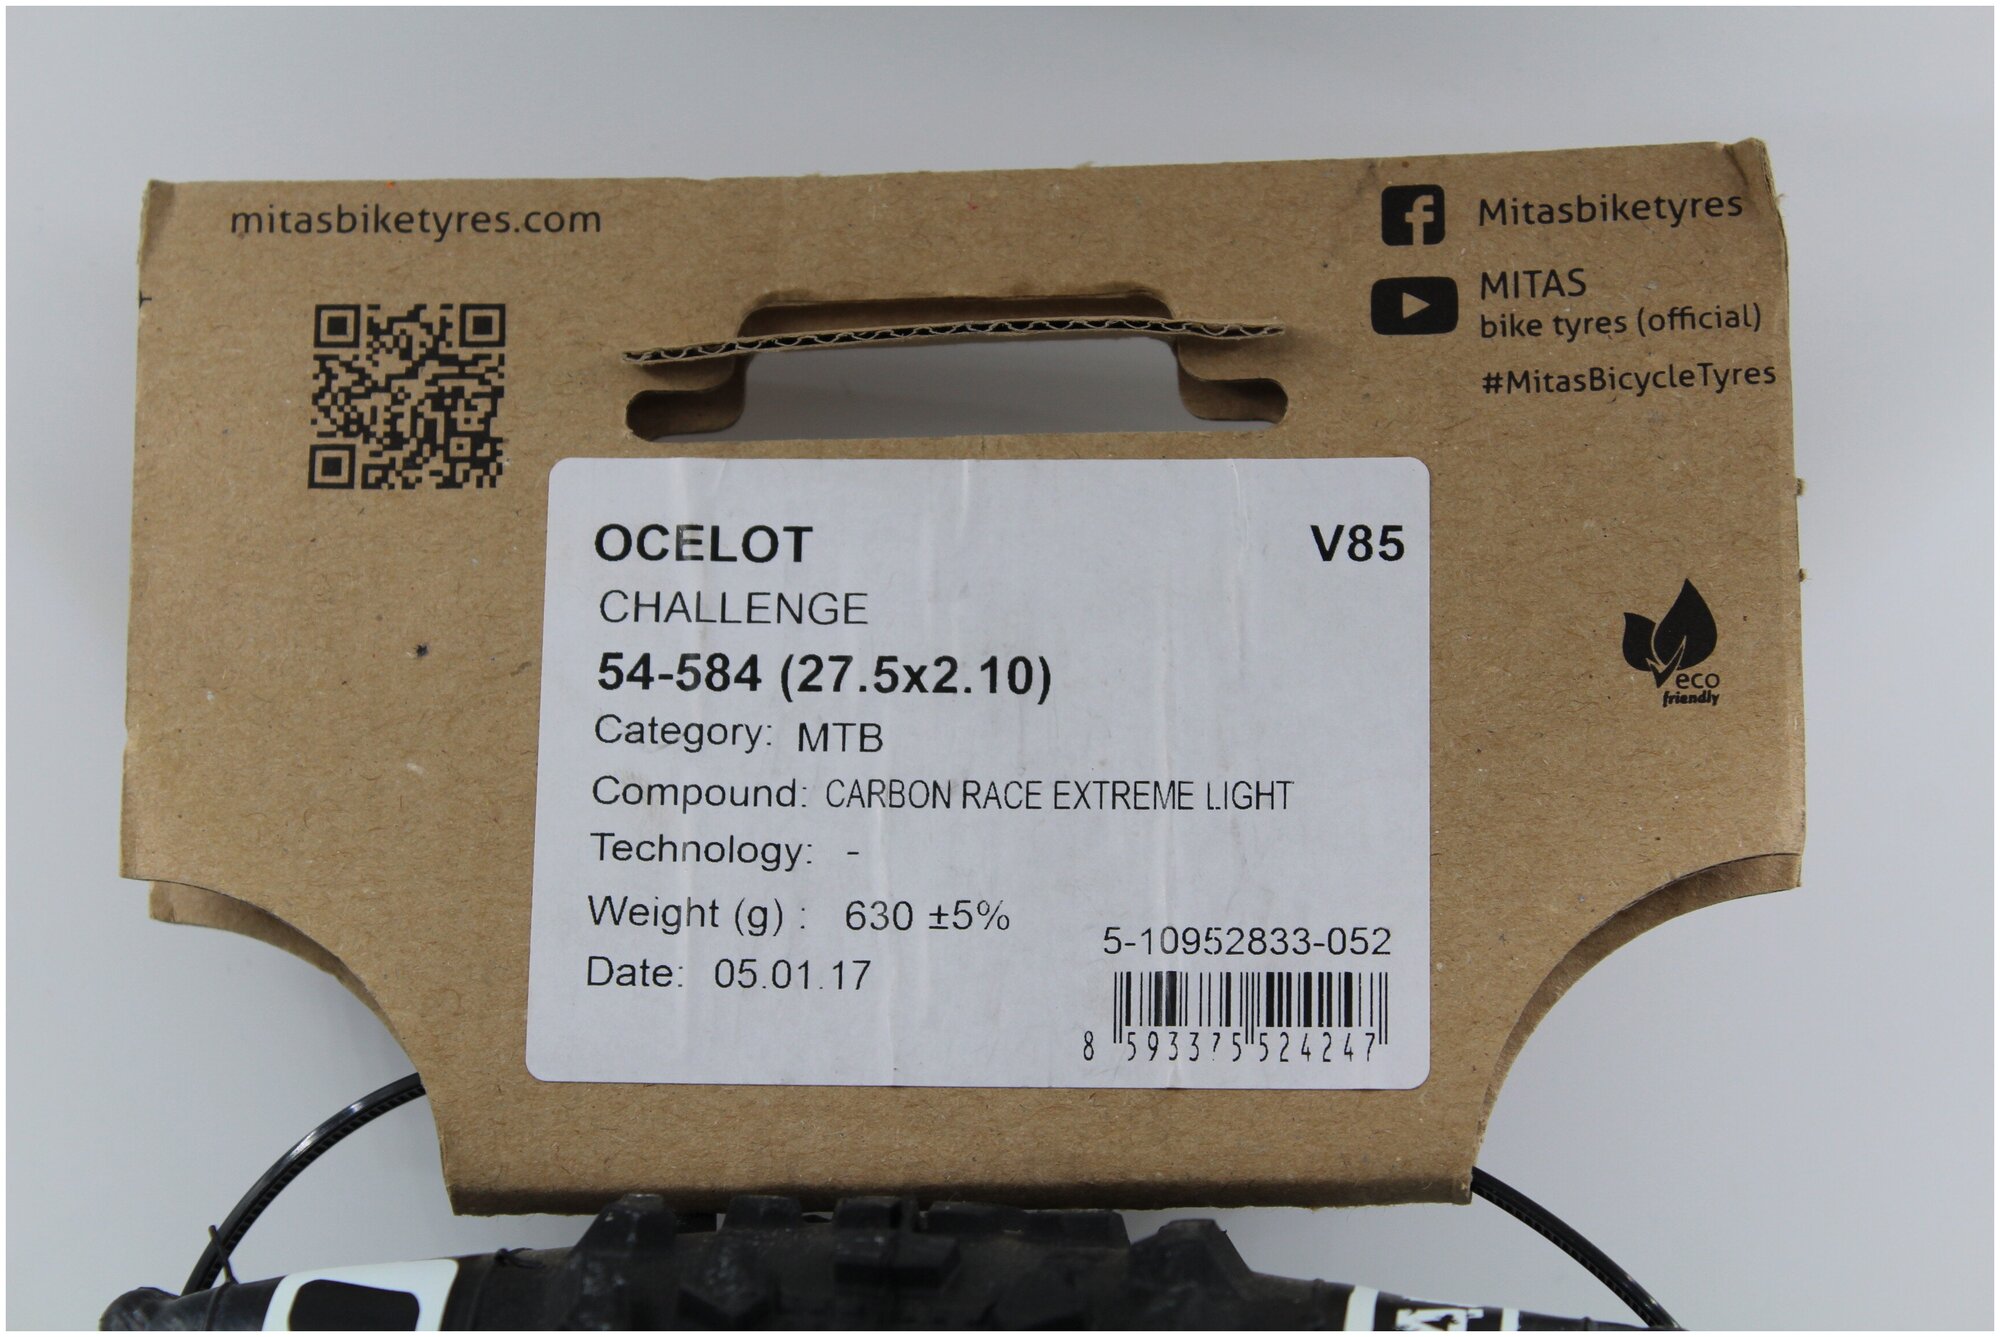 mitasbiketyres.com
Mitasbiketyres
MITAS
bike tyres (official)
#MitasBicycleTyres
eco
friendly
OCELOT V85
CHALLENGE
54-584 (27.5x2.10)
Category: MTB
Compound: CARBON RACE EXTREME LIGHT
Technology: -
Weight (g) : 630 ±5%
Date: 05.01.17
5-10952833-052
8 593375 524247